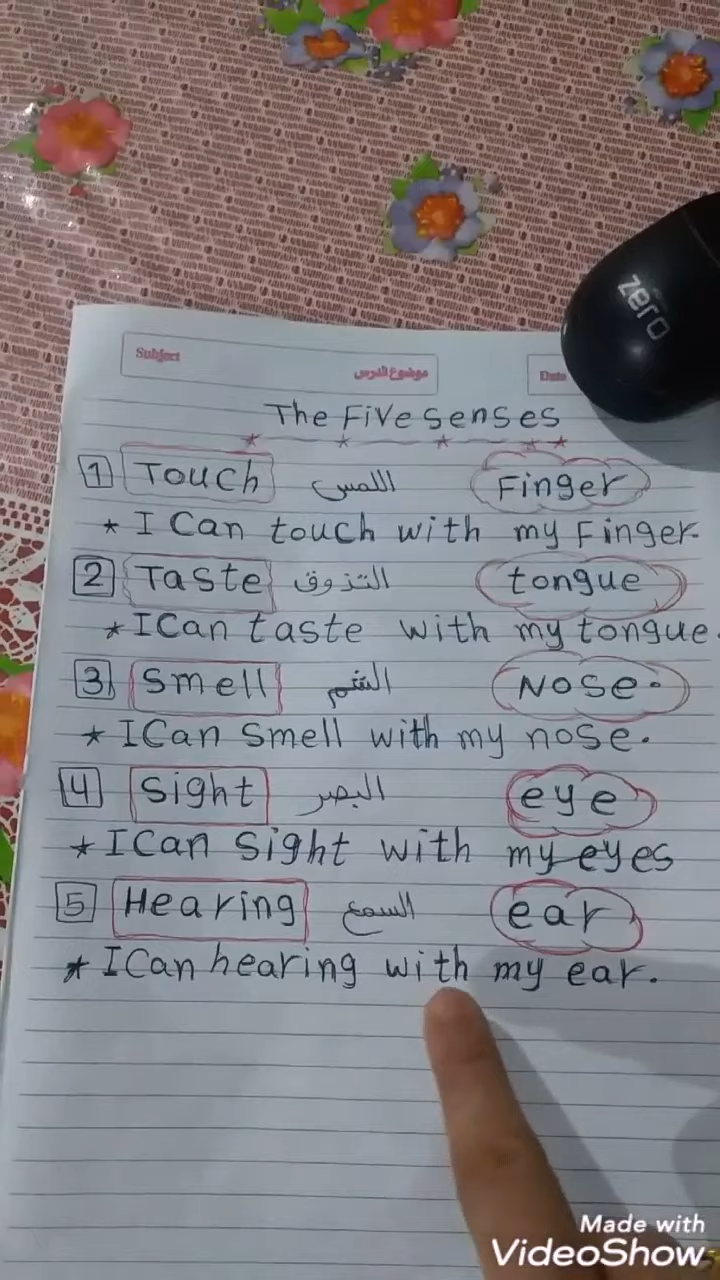 zero
Subject موضوع الدرس Date
The Five senses
1 Touch اللمس Finger
* I Can touch with my Finger.
2 Taste التذوق tongue
* I Can taste with my tongue.
3 Smell الشم Nose.
* I Can Smell with my nose.
4 Sight البصر eye
* I Can Sight with my eyes
5 Hearing السمع ear
* I Can hearing with my ear.
Made with
VideoShow